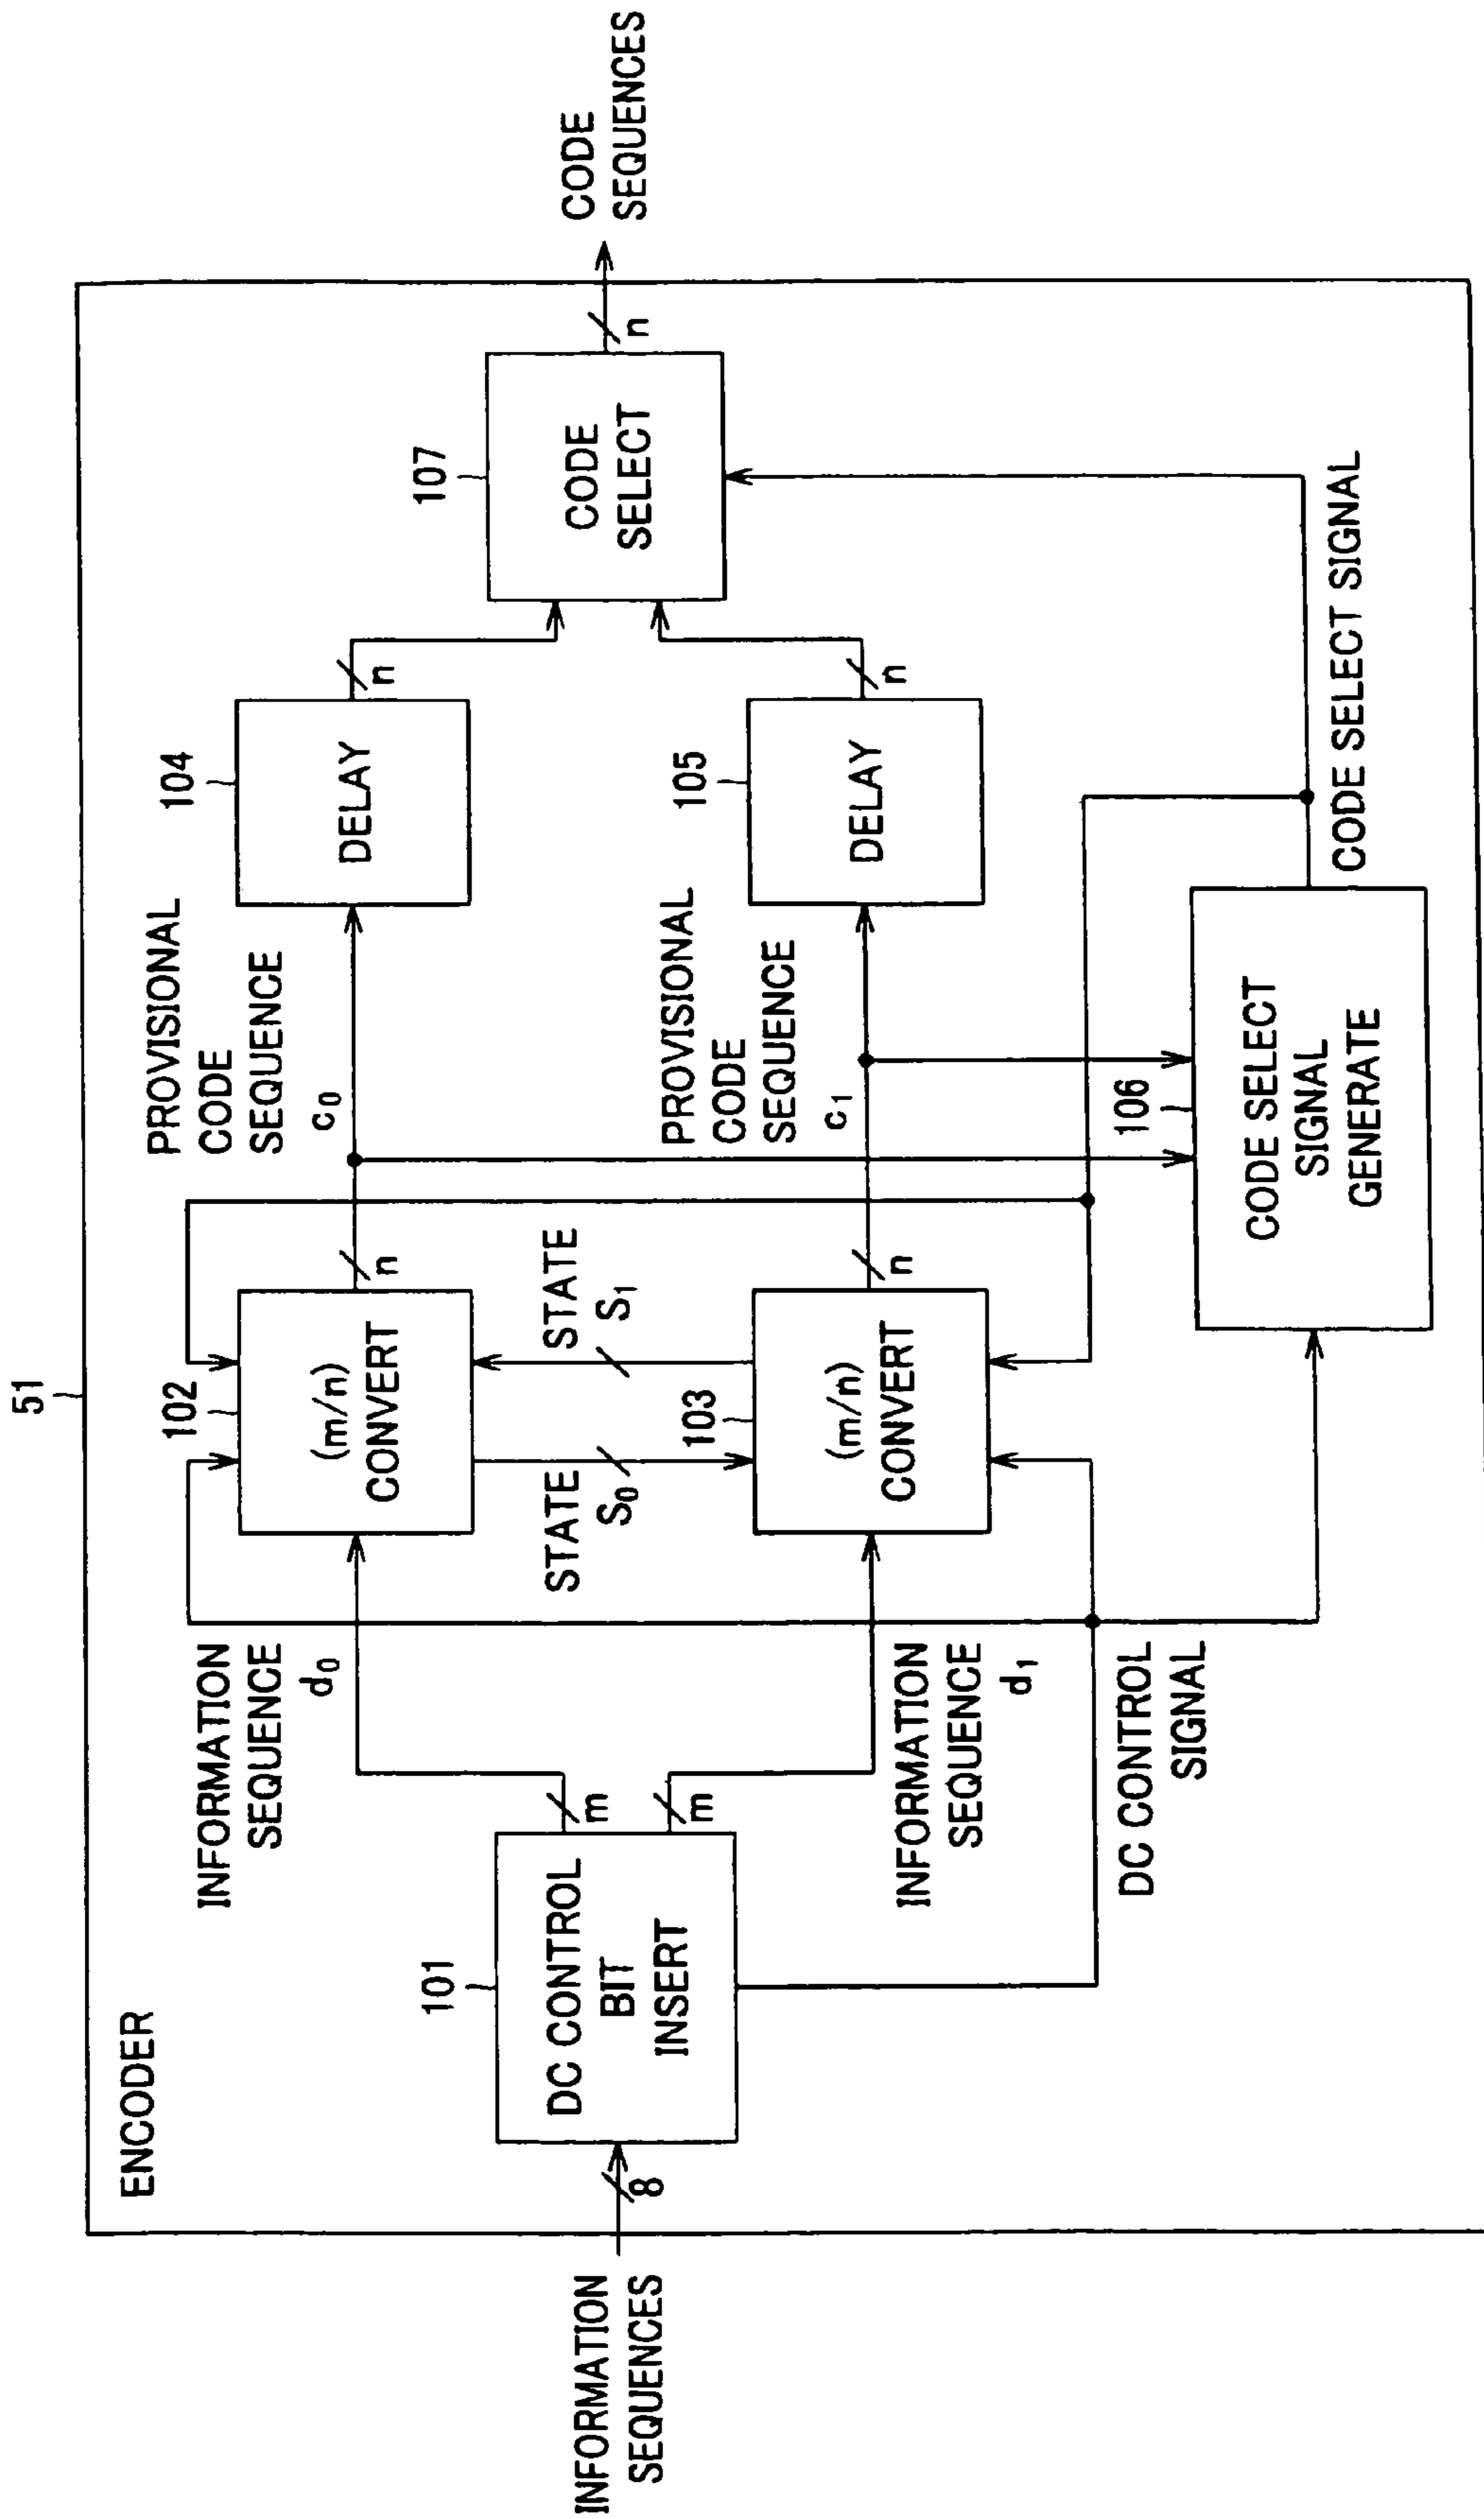 ENCODER
51
INFORMATION
SEQUENCES
8
101
DC CONTROL
BIT
INSERT
m
m
INFORMATION
SEQUENCE
d0
INFORMATION
SEQUENCE
d1
DC CONTROL
SIGNAL
102
(m/n)
CONVERT
n
STATE
S0
STATE
S1
103
(m/n)
CONVERT
n
PROVISIONAL
CODE
SEQUENCE
c0
PROVISIONAL
CODE
SEQUENCE
c1
104
DELAY
n
105
DELAY
n
106
CODE SELECT
SIGNAL
GENERATE
CODE SELECT SIGNAL
107
CODE
SELECT
n
CODE
SEQUENCES